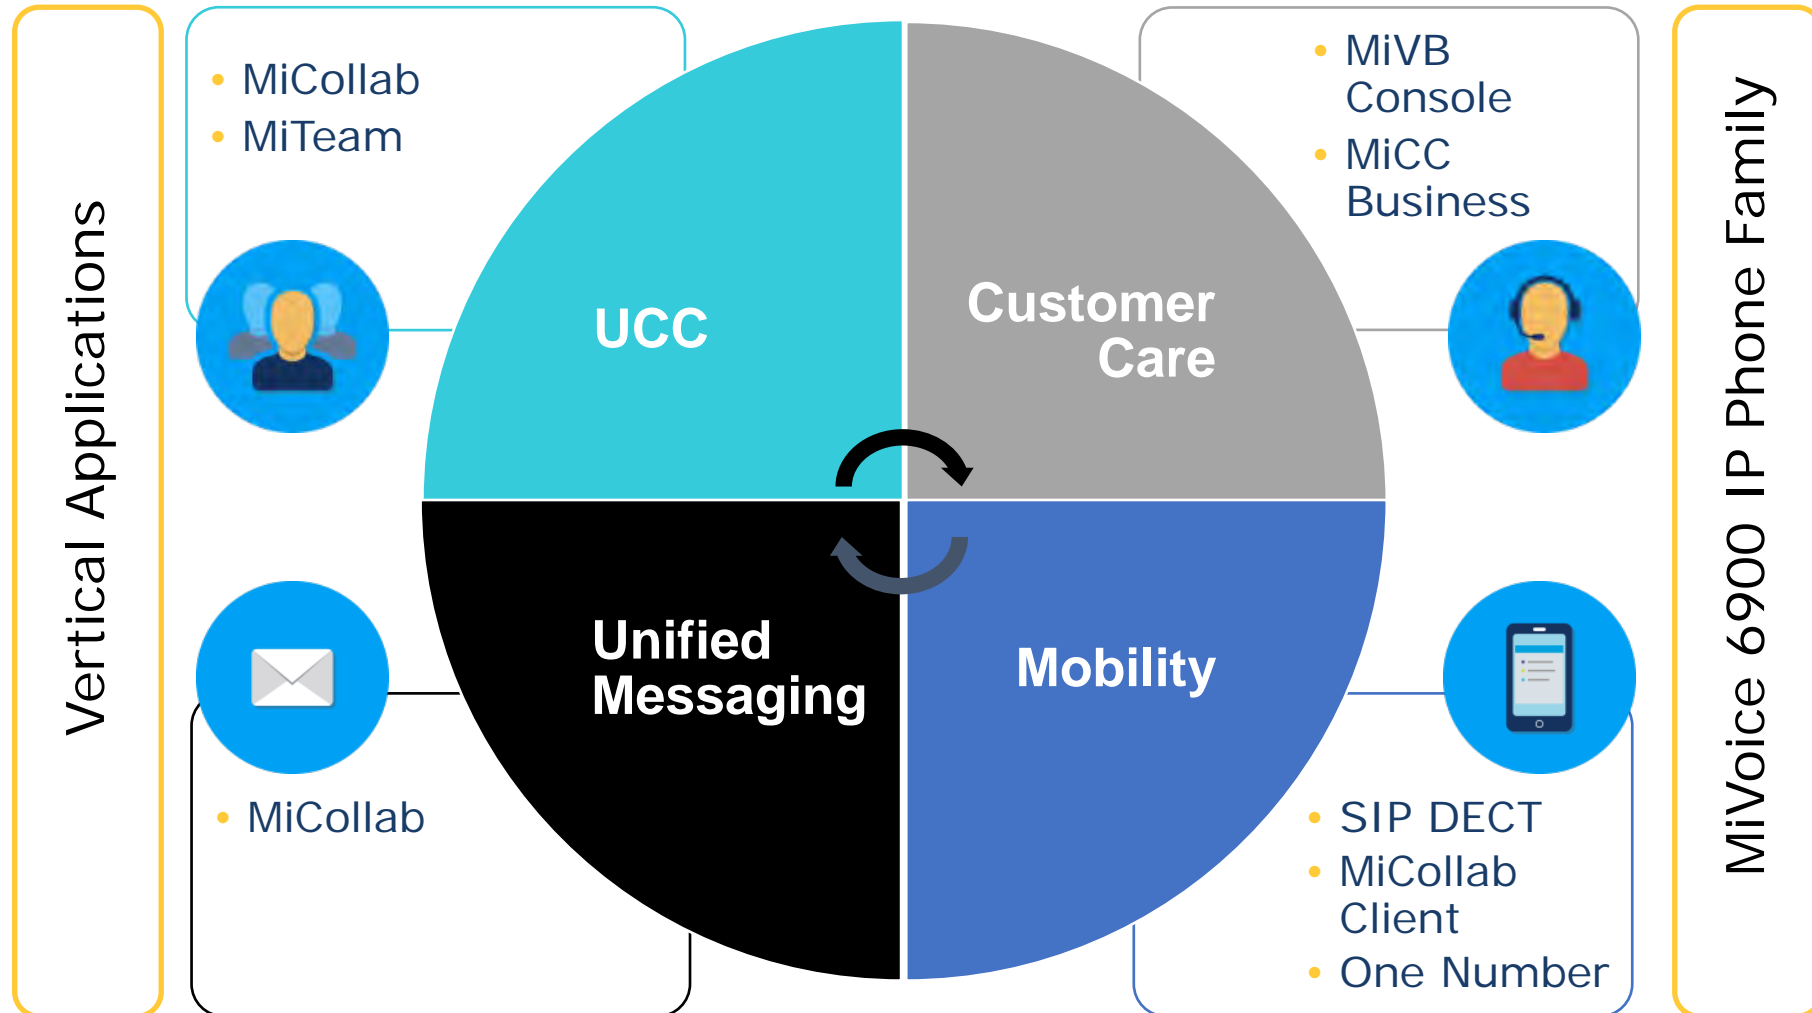 Vertical Applications
• MiCollab
• MiTeam
UCC
Customer
Care
• MiVB
Console
• MiCC
Business
Unified
Messaging
• MiCollab
Mobility
• SIP DECT
• MiCollab
Client
• One Number
MiVoice 6900 IP Phone Family